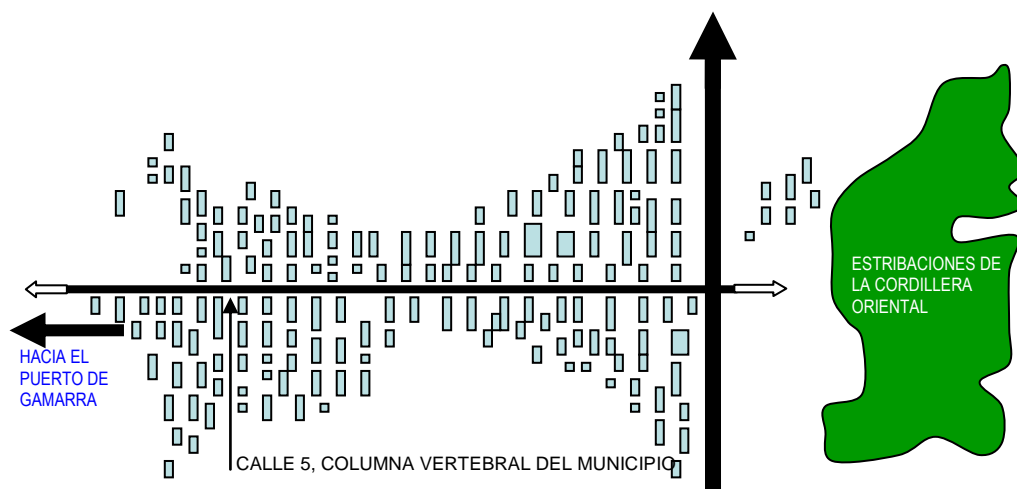 ESTRIBACIONES DE
LA CORDILLERA
ORIENTAL
HACIA EL
PUERTO DE
GAMARRA
CALLE 5, COLUMNA VERTEBRAL DEL MUNICIPIO